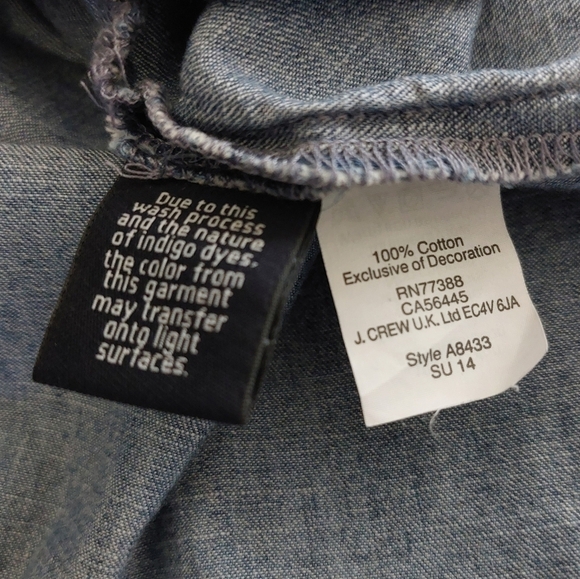 Due to this
wash process
and the nature
of indigo dyes,
the color from
this garment
may transfer
onto light
surfaces.
100% Cotton
Exclusive of Decoration
RN77388
CA56445
J. CREW U.K. Ltd EC4V 6JA
Style A8433
SU 14